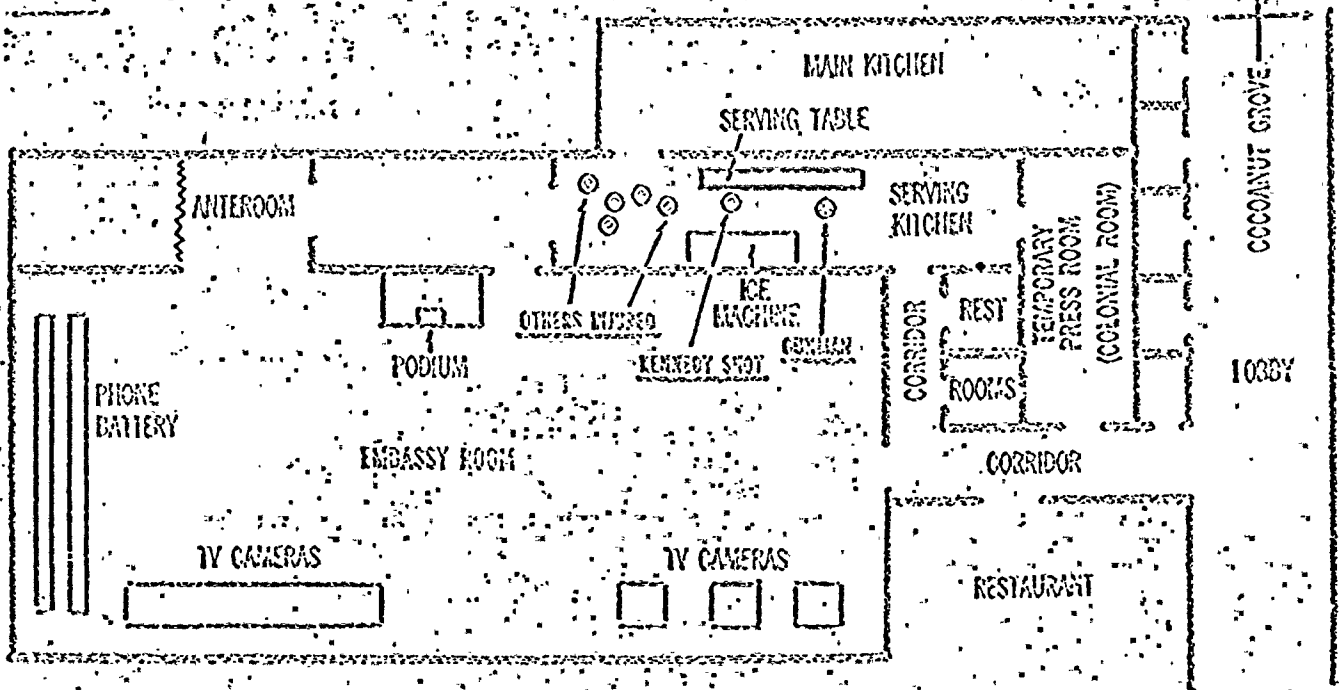 MAIN KITCHEN
SERVING TABLE
COCOANUT GROVE
ANTEROOM
SERVING
KITCHEN
TEMPORARY
PRESS ROOM
(COLONIAL ROOM)
OTHERS INJURED
ICE
MACHINE
GUNMAN
KENNEDY SHOT
CORRIDOR
REST
ROOMS
PODIUM
PHONE
BATTERY
LOBBY
EMBASSY ROOM
CORRIDOR
TV CAMERAS
TV CAMERAS
RESTAURANT